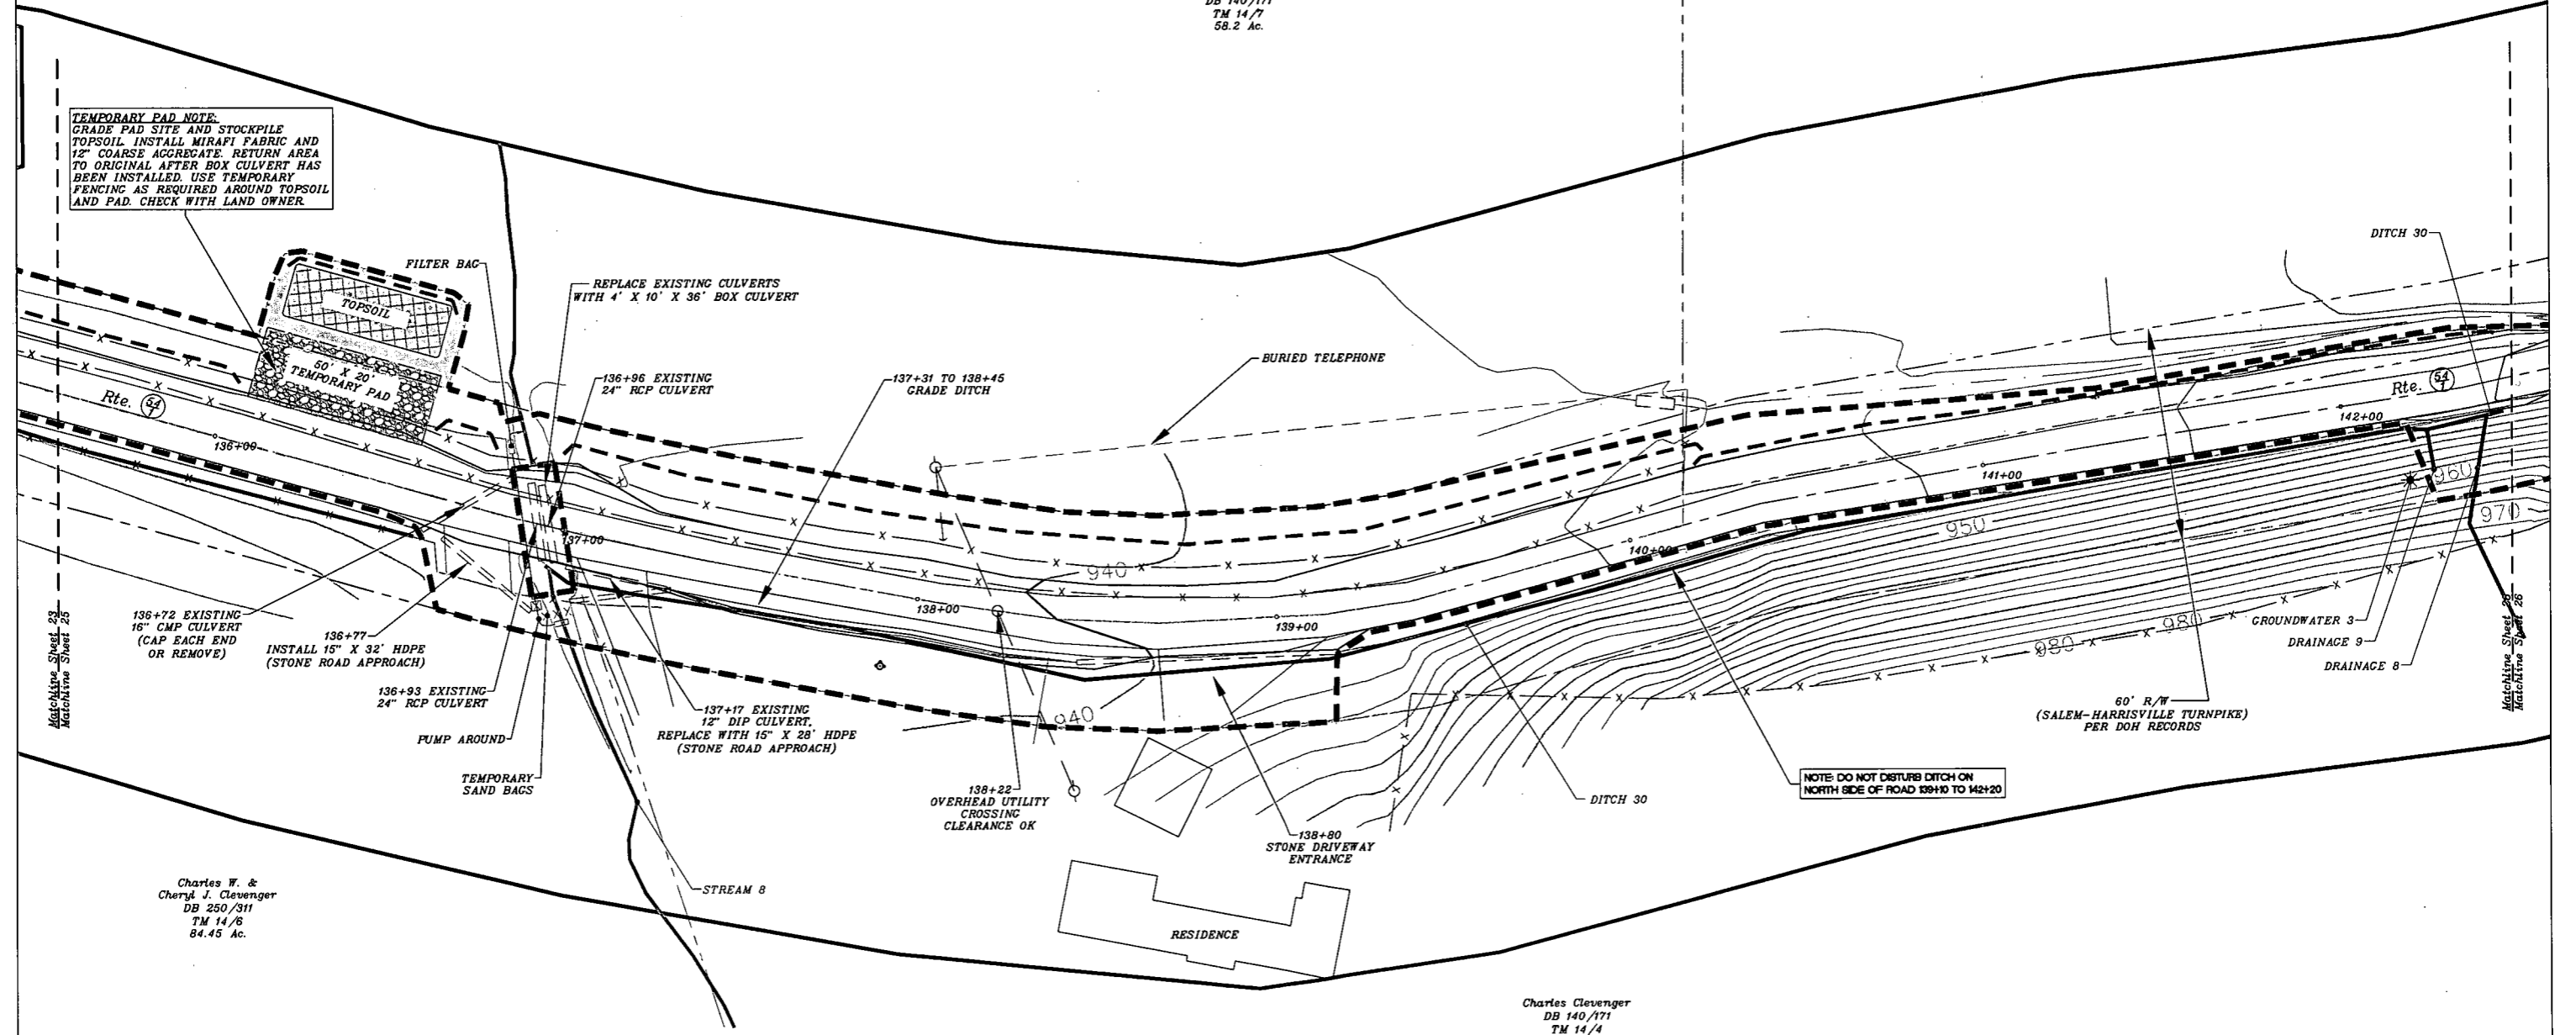 DB 140/171
TM 14/7
58.2 Ac.
TEMPORARY PAD NOTE:
GRADE PAD SITE AND STOCKPILE
TOPSOIL. INSTALL MIRAFI FABRIC AND
12" COARSE AGGREGATE. RETURN AREA
TO ORIGINAL AFTER BOX CULVERT HAS
BEEN INSTALLED. USE TEMPORARY
FENCING AS REQUIRED AROUND TOPSOIL
AND PAD. CHECK WITH LAND OWNER.
DITCH 30
FILTER BAG
REPLACE EXISTING CULVERTS
WITH 4' X 10' X 36' BOX CULVERT
TOPSOIL
50' X 20'
TEMPORARY PAD
BURIED TELEPHONE
136+96 EXISTING
24" RCP CULVERT
137+31 TO 138+45
GRADE DITCH
Rte. 54/1
Rte. 54/1
136+00
137+00
138+00
139+00
140+00
141+00
142+00
940
940
950
960
970
980
980
136+72 EXISTING
16" CMP CULVERT
(CAP EACH END
OR REMOVE)
136+77
INSTALL 15" X 32' HDPE
(STONE ROAD APPROACH)
136+93 EXISTING
24" RCP CULVERT
PUMP AROUND
TEMPORARY
SAND BAGS
137+17 EXISTING
12" DIP CULVERT,
REPLACE WITH 15" X 28' HDPE
(STONE ROAD APPROACH)
138+22
OVERHEAD UTILITY
CROSSING
CLEARANCE OK
138+80
STONE DRIVEWAY
ENTRANCE
DITCH 30
NOTE: DO NOT DISTURB DITCH ON
NORTH SIDE OF ROAD 139+10 TO 142+20
60' R/W
(SALEM-HARRISVILLE TURNPIKE)
PER DOH RECORDS
GROUNDWATER 3
DRAINAGE 9
DRAINAGE 8
Matchline Sheet 23
Matchline Sheet 25
Matchline Sheet
Matchline Sheet 26
STREAM 8
RESIDENCE
Charles W. &
Cheryl J. Clevenger
DB 250/311
TM 14/6
84.45 Ac.
Charles Clevenger
DB 140/171
TM 14/4